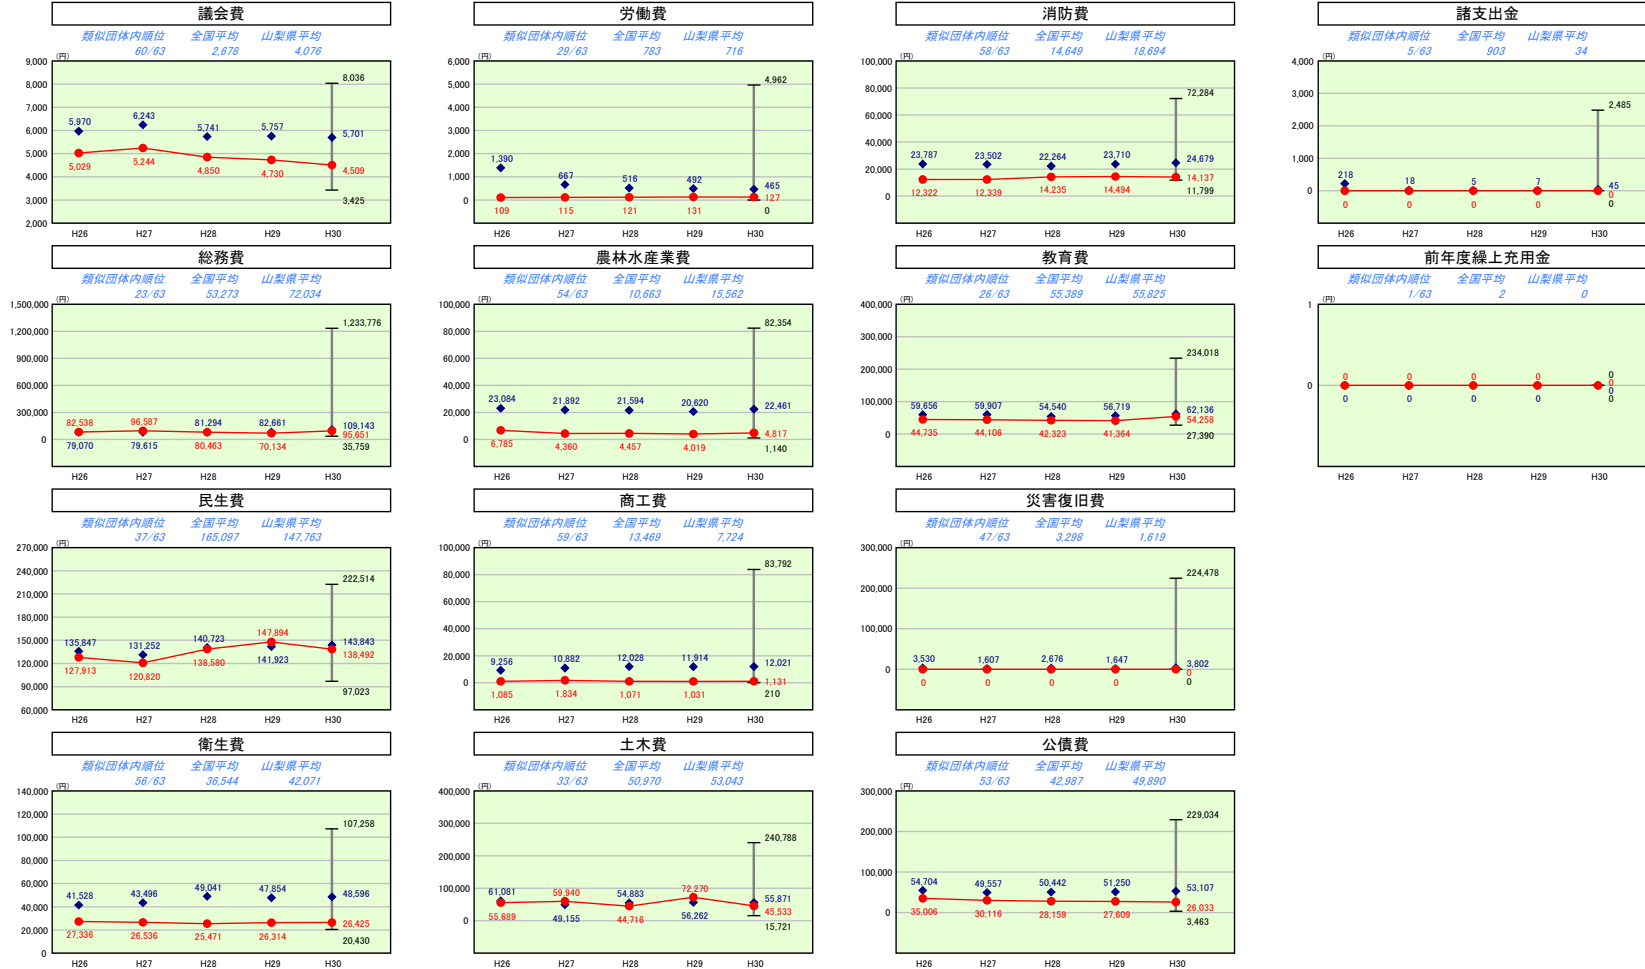 議会費
類似団体内順位 全国平均 山梨県平均
60/63 2,678 4,076
(円)
9,000
8,000
7,000
6,000
5,000
4,000
3,000
2,000
5,970 6,243 5,741 5,757 5,701
5,029 5,244 4,850 4,730 4,509
8,036
3,425
H26 H27 H28 H29 H30
労働費
類似団体内順位 全国平均 山梨県平均
29/63 783 716
(円)
6,000
5,000
4,000
3,000
2,000
1,000
0
1,390 667 516 492 465
109 115 121 131 127
4,962
0
H26 H27 H28 H29 H30
消防費
類似団体内順位 全国平均 山梨県平均
58/63 14,649 18,694
(円)
100,000
80,000
60,000
40,000
20,000
0
23,787 23,502 22,264 23,710 24,679
12,322 12,339 14,235 14,494 14,137
72,284
11,799
H26 H27 H28 H29 H30
諸支出金
類似団体内順位 全国平均 山梨県平均
5/63 903 34
(円)
4,000
3,000
2,000
1,000
0
218 18 5 7 45
0 0 0 0 0
2,485
0
H26 H27 H28 H29 H30
総務費
類似団体内順位 全国平均 山梨県平均
23/63 53,273 72,034
(円)
1,500,000
1,200,000
900,000
600,000
300,000
0
82,538 96,587 81,294 82,661 109,143
79,070 79,615 80,463 70,134 95,651
1,233,776
35,759
H26 H27 H28 H29 H30
農林水産業費
類似団体内順位 全国平均 山梨県平均
54/63 10,663 15,562
(円)
100,000
80,000
60,000
40,000
20,000
0
23,084 21,892 21,594 20,620 22,461
6,785 4,360 4,457 4,019 4,817
82,354
1,140
H26 H27 H28 H29 H30
教育費
類似団体内順位 全国平均 山梨県平均
26/63 55,389 55,825
(円)
400,000
300,000
200,000
100,000
0
59,656 59,907 54,540 56,719 62,136
44,735 44,106 42,323 41,364 54,258
234,018
27,390
H26 H27 H28 H29 H30
前年度繰上充用金
類似団体内順位 全国平均 山梨県平均
1/63 2 0
(円)
1
0
0 0 0 0 0
0
0 0 0 0 0
0
H26 H27 H28 H29 H30
民生費
類似団体内順位 全国平均 山梨県平均
37/63 165,097 147,763
(円)
270,000
240,000
210,000
180,000
150,000
120,000
90,000
60,000
135,847 131,252 140,723 147,894 143,843
127,913 120,820 138,580 141,923 138,492
222,514
97,023
H26 H27 H28 H29 H30
商工費
類似団体内順位 全国平均 山梨県平均
59/63 13,469 7,724
(円)
100,000
80,000
60,000
40,000
20,000
0
9,256 10,882 12,028 11,914 12,021
1,085 1,834 1,071 1,031 1,131
83,792
210
H26 H27 H28 H29 H30
災害復旧費
類似団体内順位 全国平均 山梨県平均
47/63 3,298 1,619
(円)
300,000
200,000
100,000
0
3,530 1,607 2,676 1,647 3,802
0 0 0 0 0
224,478
0
H26 H27 H28 H29 H30
衛生費
類似団体内順位 全国平均 山梨県平均
56/63 36,544 42,071
(円)
140,000
120,000
100,000
80,000
60,000
40,000
20,000
0
41,528 43,496 49,041 47,854 48,596
27,336 26,536 25,471 26,314 26,425
107,258
20,430
H26 H27 H28 H29 H30
土木費
類似団体内順位 全国平均 山梨県平均
33/63 50,970 53,043
(円)
400,000
300,000
200,000
100,000
0
61,081 59,940 54,883 72,270 55,871
55,689 49,155 44,716 56,262 45,533
240,788
15,721
H26 H27 H28 H29 H30
公債費
類似団体内順位 全国平均 山梨県平均
53/63 42,987 49,890
(円)
300,000
200,000
100,000
0
54,704 49,557 50,442 51,250 53,107
35,006 30,116 28,159 27,609 26,033
229,034
3,463
H26 H27 H28 H29 H30